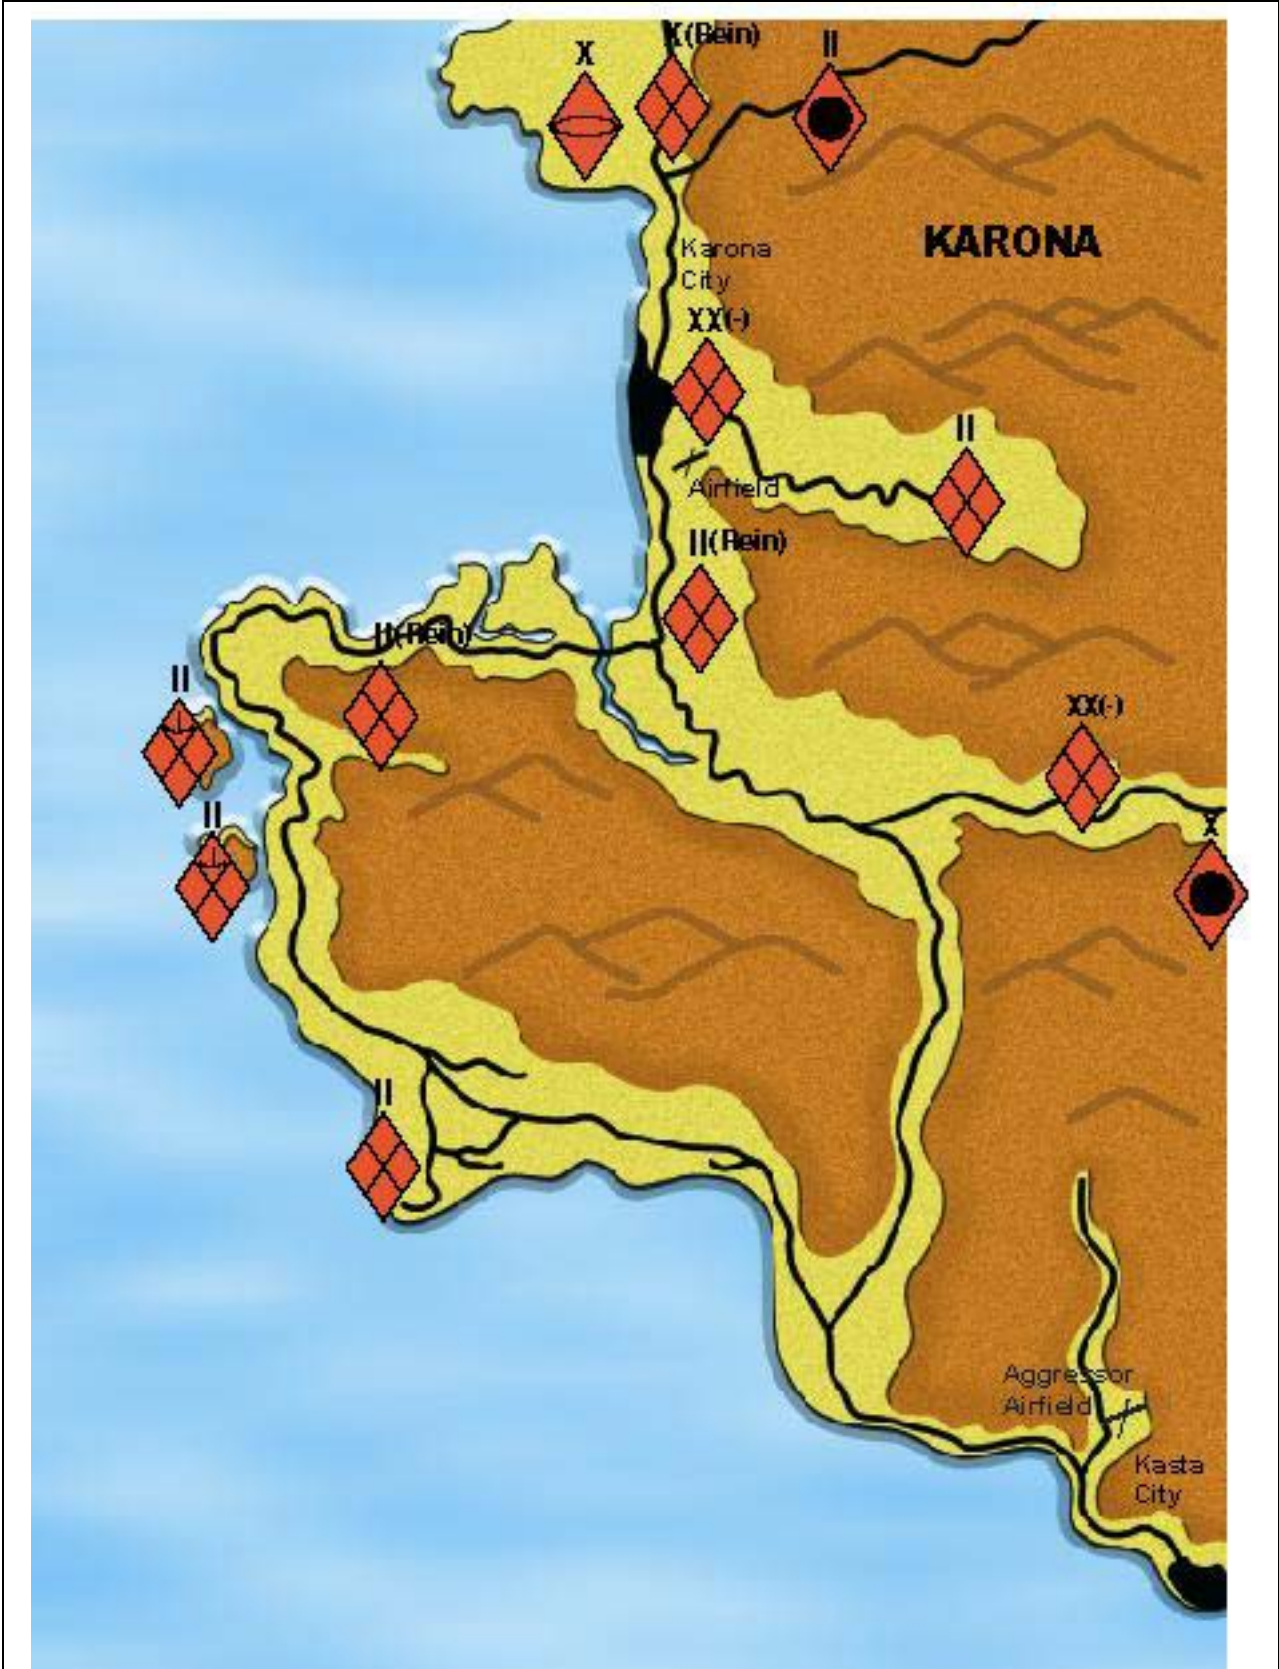 X
X(Rein)
II
KARONA
Karona
City
XX(-)
II
Airfield
II(Rein)
II(Rein)
II
XX(-)
II
X
II
Aggressor
Airfield
Kasta
City